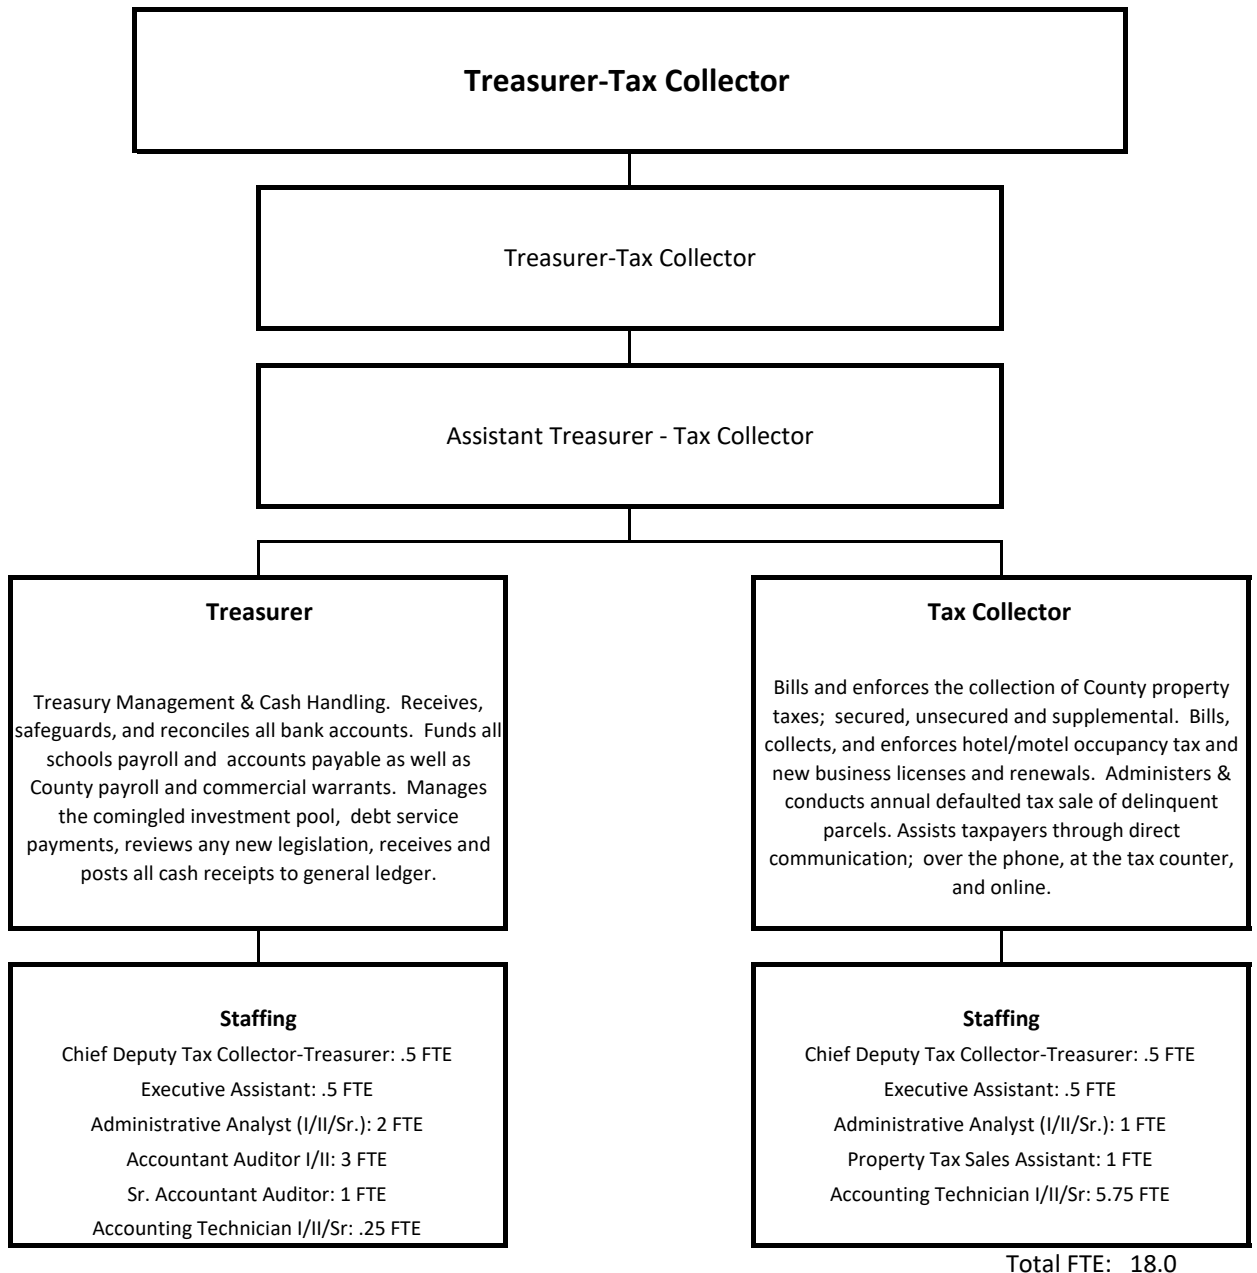 Treasurer-Tax Collector
Treasurer-Tax Collector
Assistant Treasurer - Tax Collector
Treasurer
Treasury Management & Cash Handling.  Receives,
safeguards, and reconciles all bank accounts.  Funds all
schools payroll and  accounts payable as well as
County payroll and commercial warrants.  Manages
the comingled investment pool,  debt service
payments, reviews any new legislation, receives and
posts all cash receipts to general ledger.
Tax Collector
Bills and enforces the collection of County property
taxes;  secured, unsecured and supplemental.  Bills,
collects, and enforces hotel/motel occupancy tax and
new business licenses and renewals.  Administers &
conducts annual defaulted tax sale of delinquent
parcels. Assists taxpayers through direct
communication;  over the phone, at the tax counter,
and online.
Staffing
Chief Deputy Tax Collector-Treasurer: .5 FTE
Executive Assistant: .5 FTE
Administrative Analyst (I/II/Sr.): 2 FTE
Accountant Auditor I/II: 3 FTE
Sr. Accountant Auditor: 1 FTE
Accounting Technician I/II/Sr: .25 FTE
Staffing
Chief Deputy Tax Collector-Treasurer: .5 FTE
Executive Assistant: .5 FTE
Administrative Analyst (I/II/Sr.): 1 FTE
Property Tax Sales Assistant: 1 FTE
Accounting Technician I/II/Sr: 5.75 FTE
Total FTE:   18.0